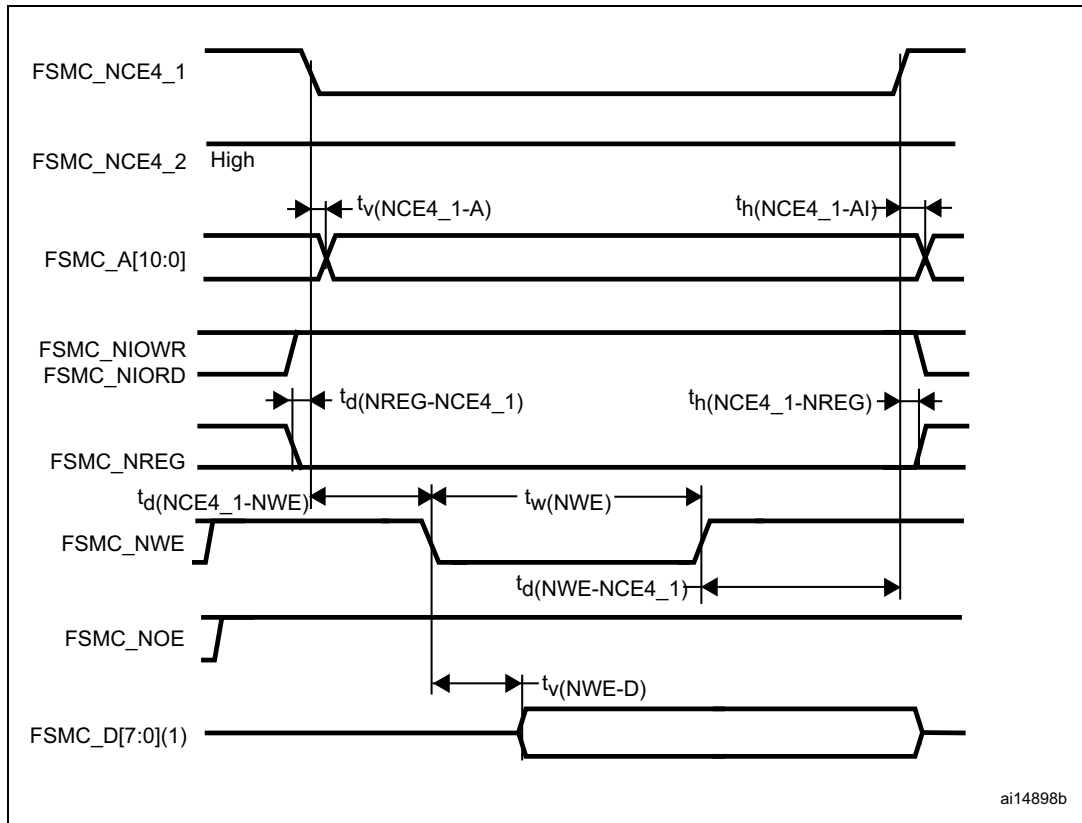 FSMC_NCE4_1
FSMC_NCE4_2 High
tv(NCE4_1-A) th(NCE4_1-AI)
FSMC_A[10:0]
FSMC_NIOWR
FSMC_NIORD
td(NREG-NCE4_1) th(NCE4_1-NREG)
FSMC_NREG
td(NCE4_1-NWE) tw(NWE)
FSMC_NWE
td(NWE-NCE4_1)
FSMC_NOE
tv(NWE-D)
FSMC_D[7:0](1)
ai14898b